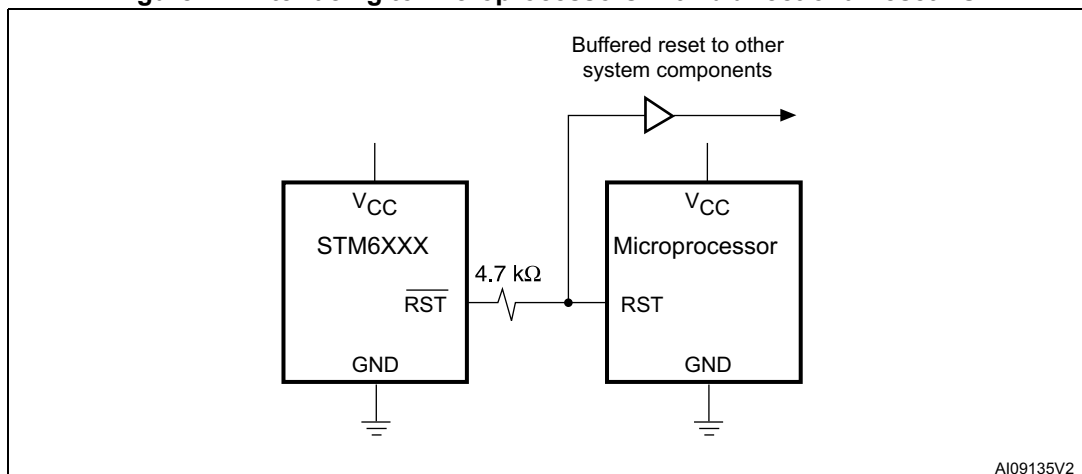 Buffered reset to other
system components
VCC
VCC
STM6XXX
Microprocessor
4.7 kΩ
RST
RST
GND
GND
AI09135V2